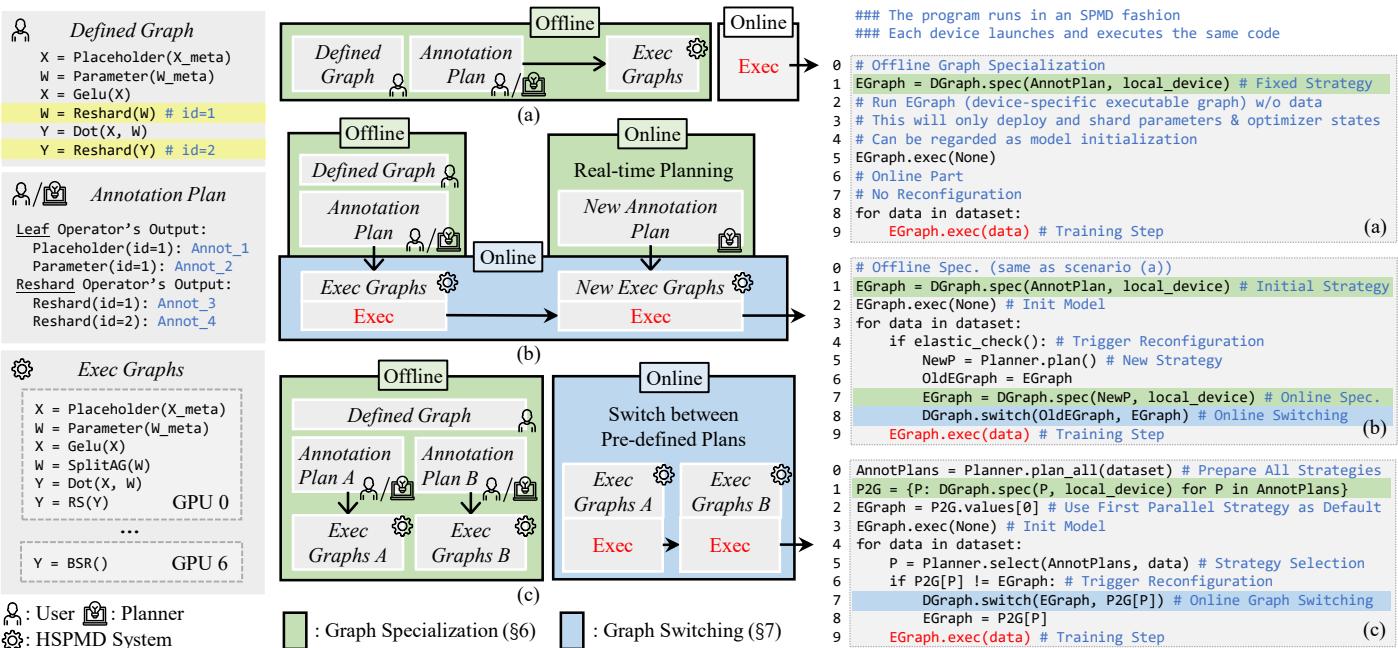 Defined Graph
X = Placeholder(X_meta)
W = Parameter(W_meta)
X = Gelu(X)
W = Reshard(W) # id=1
Y = Dot(X, W)
Y = Reshard(Y) # id=2
Annotation Plan
Leaf Operator's Output:
Placeholder(id=1): Annot_1
Parameter(id=1): Annot_2
Reshard Operator's Output:
Reshard(id=1): Annot_3
Reshard(id=2): Annot_4
Exec Graphs
X = Placeholder(X_meta)
W = Parameter(W_meta)
X = Gelu(X)
W = SplitAG(W)
Y = Dot(X, W)
Y = RS(Y)
GPU 0
...
Y = BSR()
GPU 6
: User
: Planner
: HSPMD System
Offline
Online
Defined
Graph
Annotation
Plan
Exec
Graphs
Exec
(a)
Offline
Online
Defined Graph
Annotation
Plan
Real-time Planning
New Annotation
Plan
Online
Exec Graphs
Exec
New Exec Graphs
Exec
(b)
Offline
Online
Defined Graph
Annotation
Plan A
Annotation
Plan B
Exec
Graphs A
Exec
Graphs B
Switch between
Pre-defined Plans
Exec
Graphs A
Exec
Exec
Graphs B
Exec
(c)
: Graph Specialization (§6)
: Graph Switching (§7)
### The program runs in an SPMD fashion
### Each device launches and executes the same code
0 # Offline Graph Specialization
1 EGraph = DGraph.spec(AnnotPlan, local_device) # Fixed Strategy
2 # Run EGraph (device-specific executable graph) w/o data
3 # This will only deploy and shard parameters & optimizer states
4 # Can be regarded as model initialization
5 EGraph.exec(None)
6 # Online Part
7 # No Reconfiguration
8 for data in dataset:
9 EGraph.exec(data) # Training Step
(a)
0 # Offline Spec. (same as scenario (a))
1 EGraph = DGraph.spec(AnnotPlan, local_device) # Initial Strategy
2 EGraph.exec(None) # Init Model
3 for data in dataset:
4 if elastic_check(): # Trigger Reconfiguration
5 NewP = Planner.plan() # New Strategy
6 OldEGraph = EGraph
7 EGraph = DGraph.spec(NewP, local_device) # Online Spec.
8 DGraph.switch(OldEGraph, EGraph) # Online Switching
9 EGraph.exec(data) # Training Step
(b)
0 AnnotPlans = Planner.plan_all(dataset) # Prepare All Strategies
1 P2G = {P: DGraph.spec(P, local_device) for P in AnnotPlans}
2 EGraph = P2G.values[0] # Use First Parallel Strategy as Default
3 EGraph.exec(None) # Init Model
4 for data in dataset:
5 P = Planner.select(AnnotPlans, data) # Strategy Selection
6 if P2G[P] != EGraph: # Trigger Reconfiguration
7 DGraph.switch(EGraph, P2G[P]) # Online Graph Switching
8 EGraph = P2G[P]
9 EGraph.exec(data) # Training Step
(c)